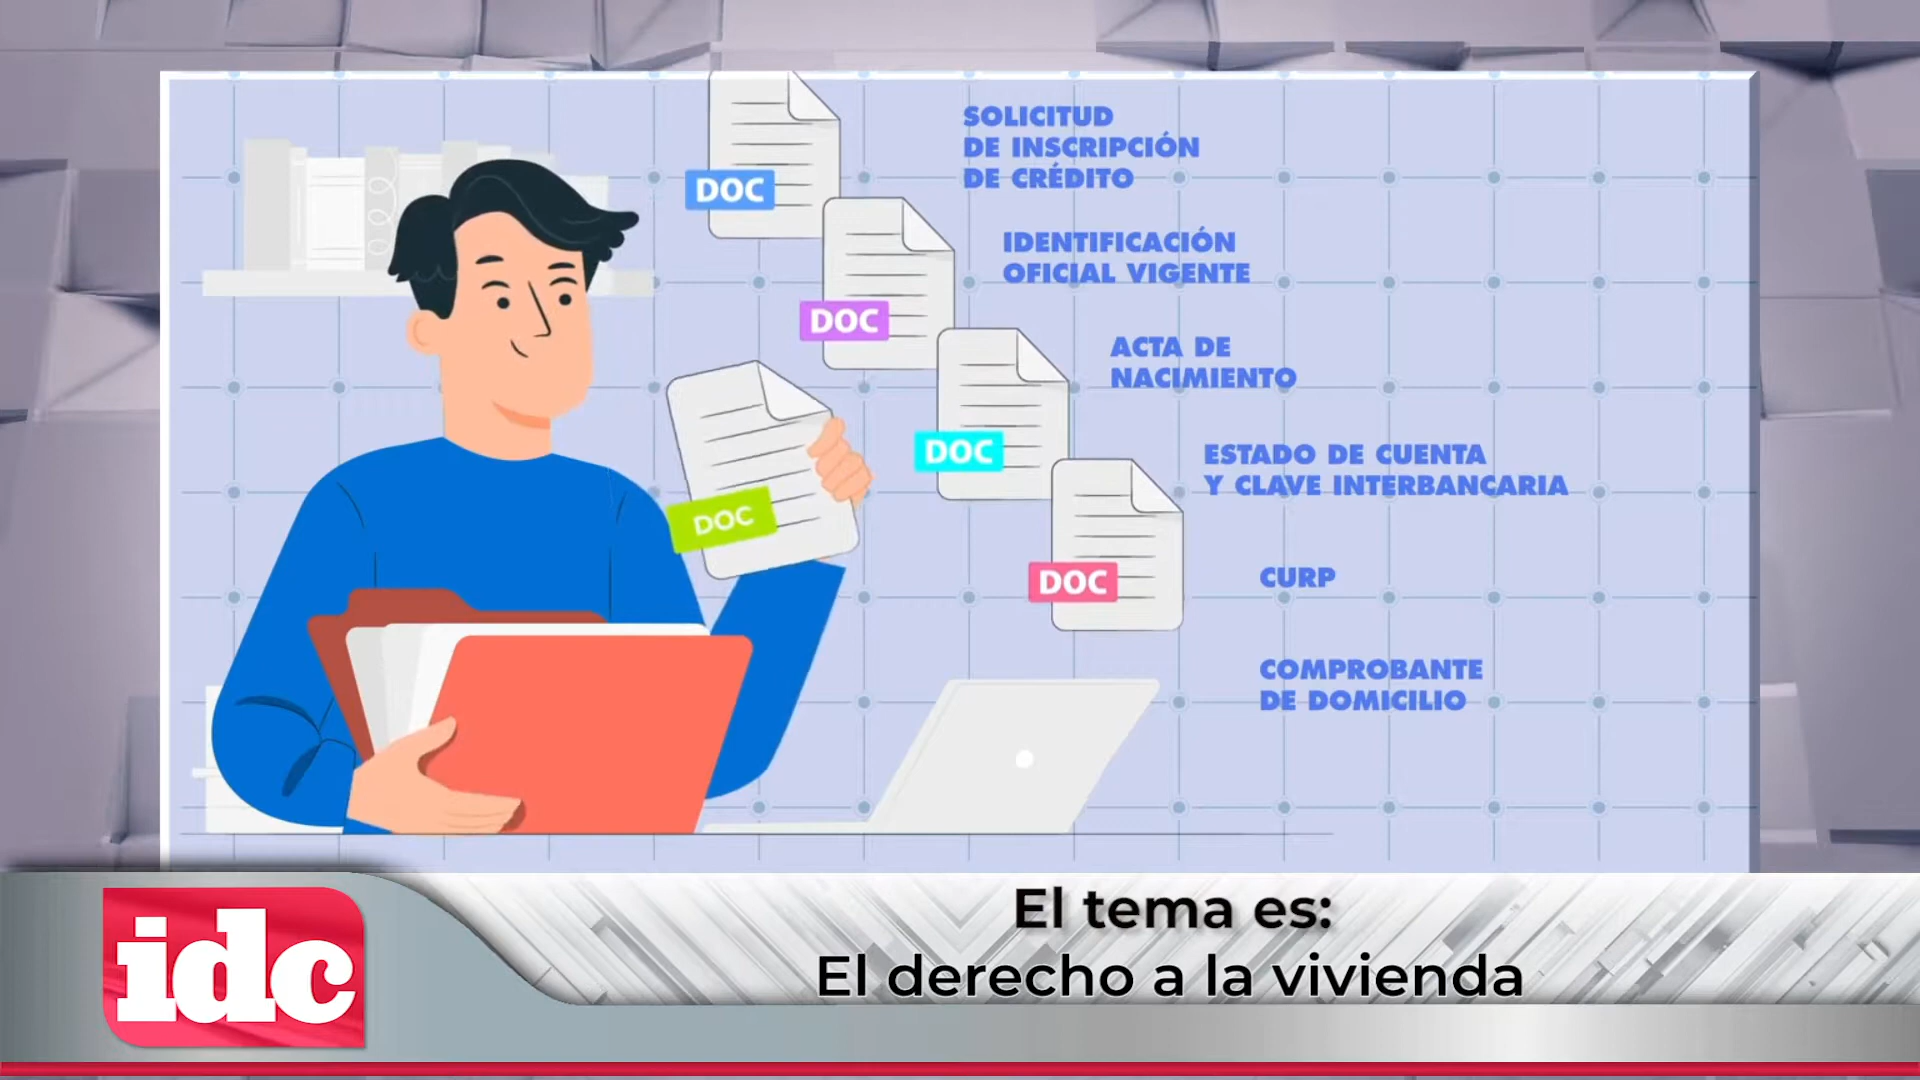 SOLICITUD
DE INSCRIPCIÓN
DE CRÉDITO
DOC
IDENTIFICACIÓN
OFICIAL VIGENTE
DOC
ACTA DE
NACIMIENTO
DOC
ESTADO DE CUENTA
Y CLAVE INTERBANCARIA
DOC
DOC
CURP
COMPROBANTE
DE DOMICILIO
El tema es:
El derecho a la vivienda
idc